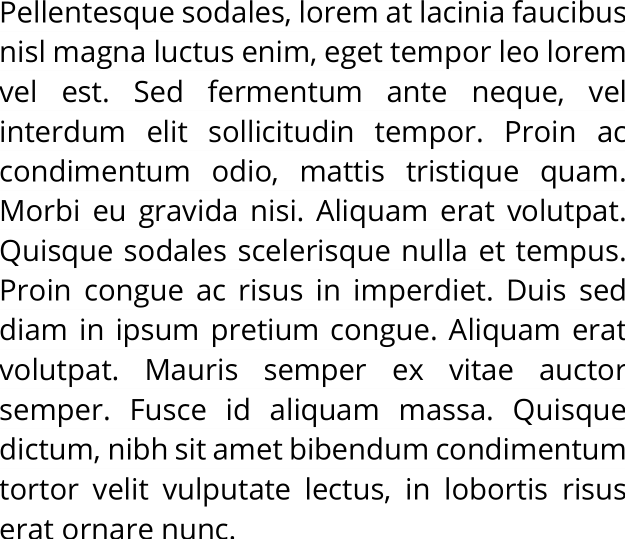 Pellentesque sodales, lorem at lacinia faucibus
nisl magna luctus enim, eget tempor leo lorem
vel est. Sed fermentum ante neque, vel
interdum elit sollicitudin tempor. Proin ac
condimentum odio, mattis tristique quam.
Morbi eu gravida nisi. Aliquam erat volutpat.
Quisque sodales scelerisque nulla et tempus.
Proin congue ac risus in imperdiet. Duis sed
diam in ipsum pretium congue. Aliquam erat
volutpat. Mauris semper ex vitae auctor
semper. Fusce id aliquam massa. Quisque
dictum, nibh sit amet bibendum condimentum
tortor velit vulputate lectus, in lobortis risus
erat ornare nunc.